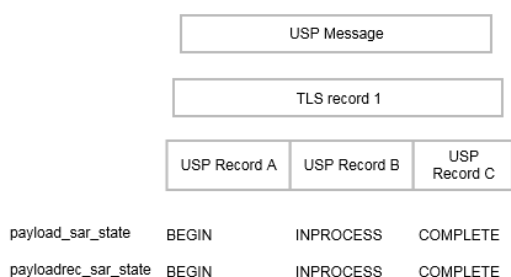 USP Message
TLS record 1
USP Record A USP Record B USP
Record C
payload_sar_state BEGIN INPROCESS COMPLETE
payloadrec_sar_state BEGIN INPROCESS COMPLETE